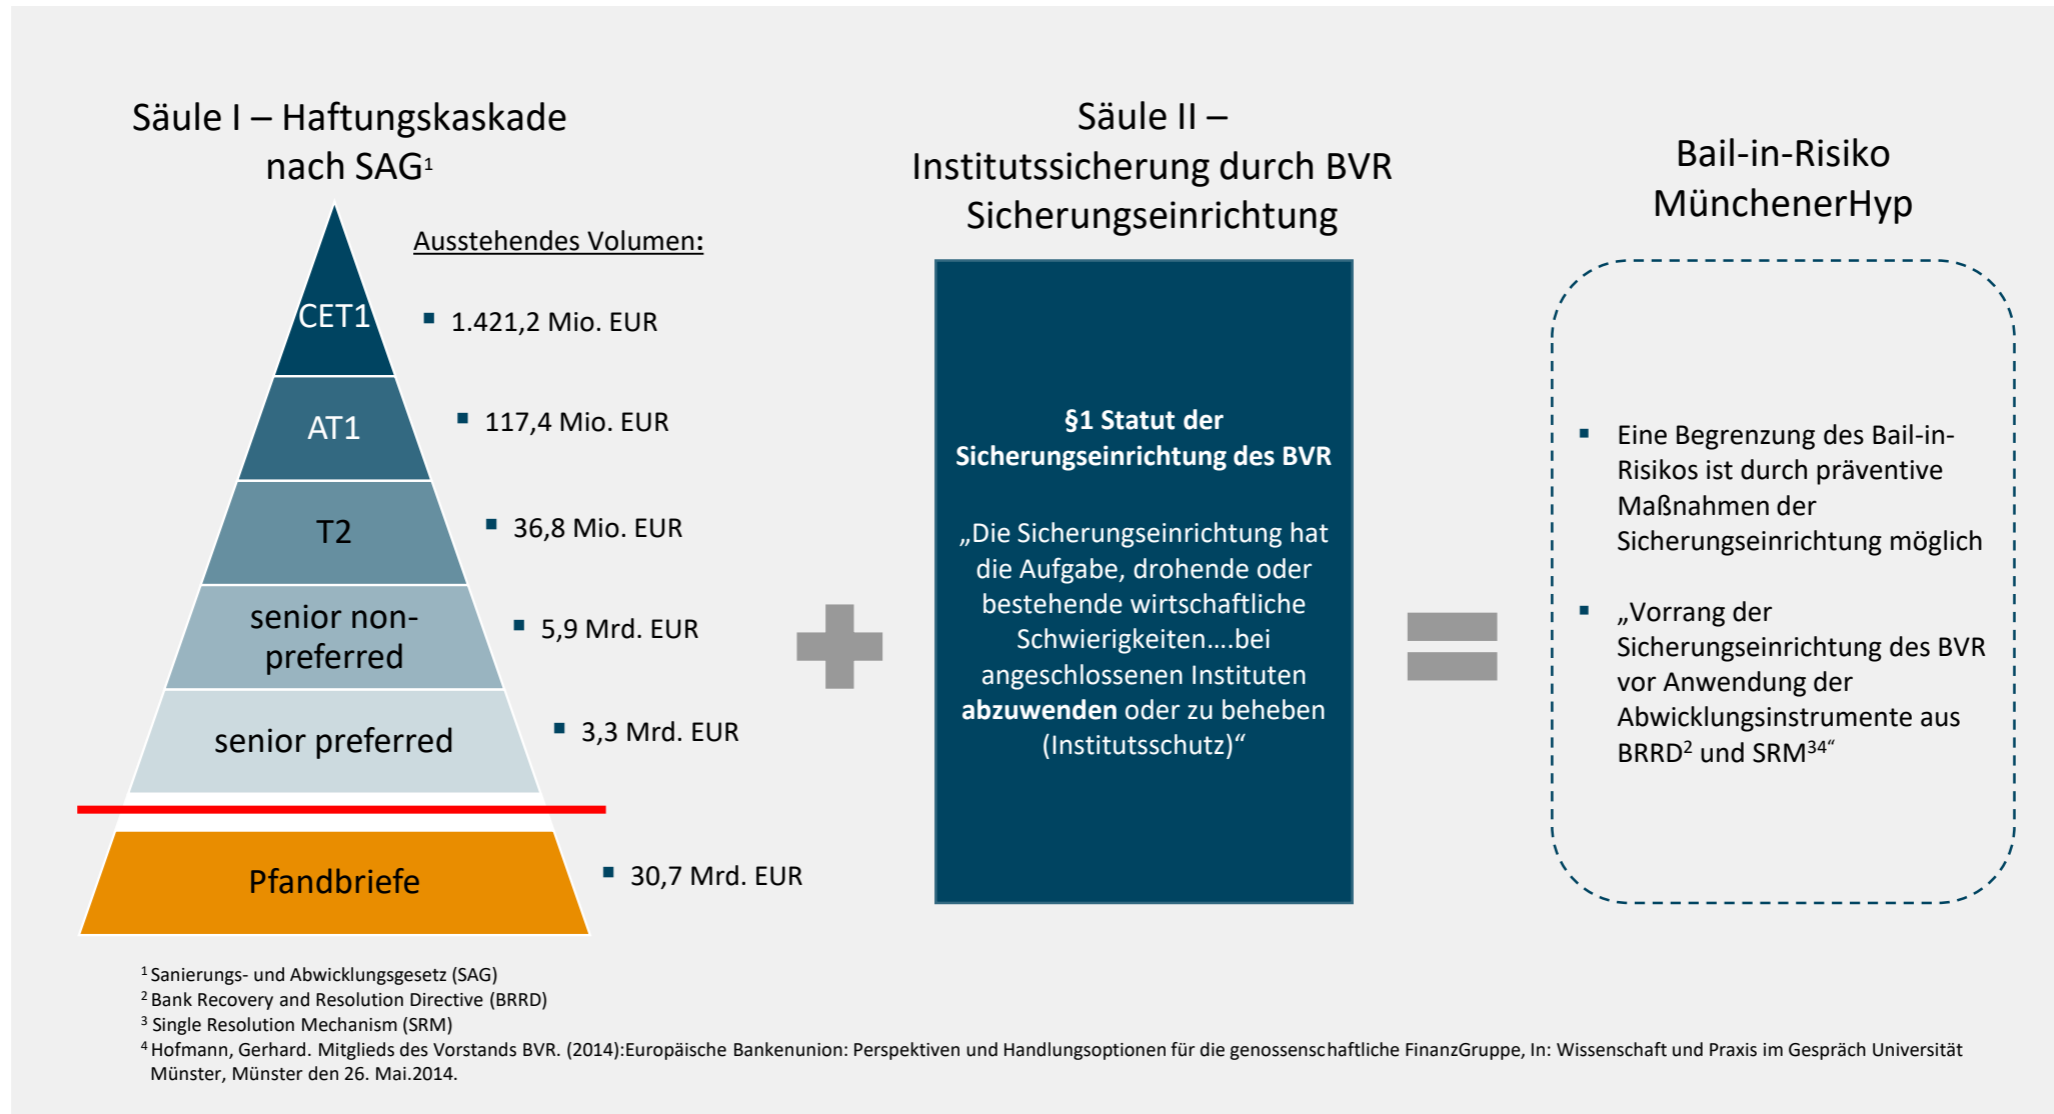 Säule I – Haftungskaskade
nach SAG¹
Ausstehendes Volumen:
CET1
▪ 1.421,2 Mio. EUR
AT1
▪ 117,4 Mio. EUR
T2
▪ 36,8 Mio. EUR
senior non-
preferred
▪ 5,9 Mrd. EUR
senior preferred
▪ 3,3 Mrd. EUR
Pfandbriefe
▪ 30,7 Mrd. EUR
Säule II –
Institutssicherung durch BVR
Sicherungseinrichtung
§1 Statut der
Sicherungseinrichtung des BVR
„Die Sicherungseinrichtung hat
die Aufgabe, drohende oder
bestehende wirtschaftliche
Schwierigkeiten….bei
angeschlossenen Instituten
abzuwenden oder zu beheben
(Institutsschutz)“
Bail-in-Risiko
MünchenerHyp
▪ Eine Begrenzung des Bail-in-
Risikos ist durch präventive
Maßnahmen der
Sicherungseinrichtung möglich
▪ „Vorrang der
Sicherungseinrichtung des BVR
vor Anwendung der
Abwicklungsinstrumente aus
BRRD² und SRM³⁴“
¹ Sanierungs- und Abwicklungsgesetz (SAG)
² Bank Recovery and Resolution Directive (BRRD)
³ Single Resolution Mechanism (SRM)
⁴ Hofmann, Gerhard. Mitglieds des Vorstands BVR. (2014):Europäische Bankenunion: Perspektiven und Handlungsoptionen für die genossenschaftliche FinanzGruppe, In: Wissenschaft und Praxis im Gespräch Universität
Münster, Münster den 26. Mai.2014.